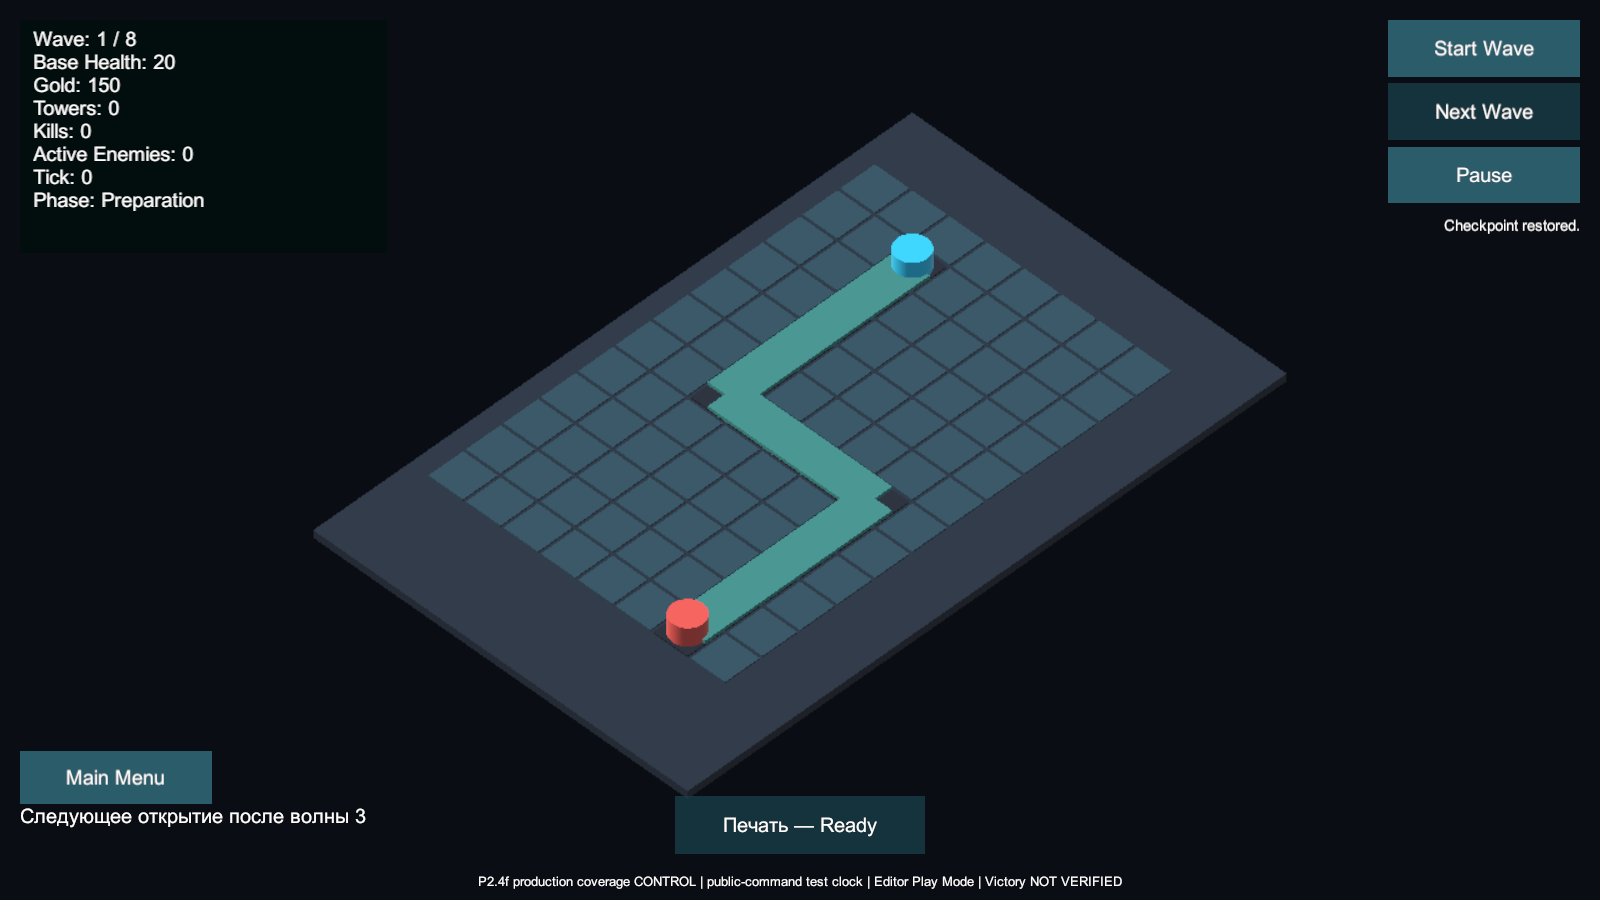 Wave: 1 / 8
Base Health: 20
Gold: 150
Towers: 0
Kills: 0
Active Enemies: 0
Tick: 0
Phase: Preparation
Start Wave
Next Wave
Pause
Checkpoint restored.
Main Menu
Следующее открытие после волны 3
Печать — Ready
P2.4f production coverage CONTROL | public-command test clock | Editor Play Mode | Victory NOT VERIFIED